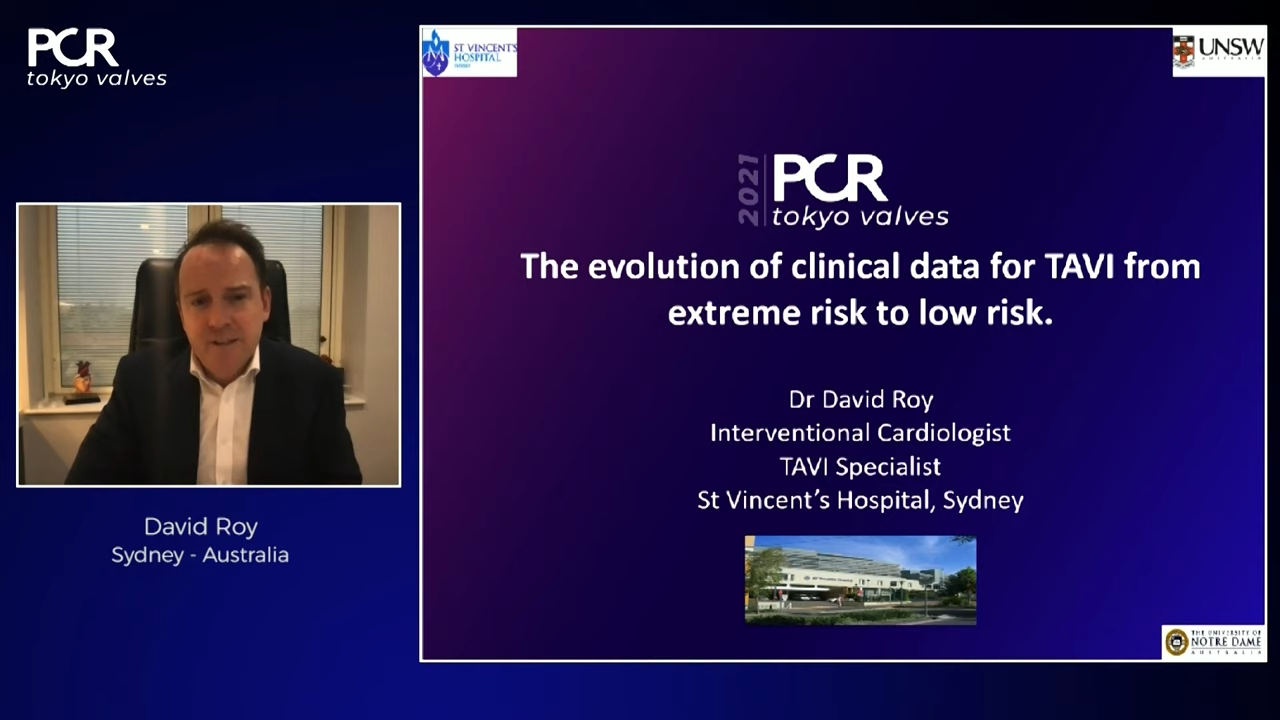 PCR
tokyo valves
ST VINCENT'S
HOSPITAL
UNSW
AUSTRALIA
2021
PCR
tokyo valves
The evolution of clinical data for TAVI from
extreme risk to low risk.
Dr David Roy
Interventional Cardiologist
TAVI Specialist
St Vincent's Hospital, Sydney
David Roy
Sydney - Australia
THE UNIVERSITY OF
NOTRE DAME
AUSTRALIA